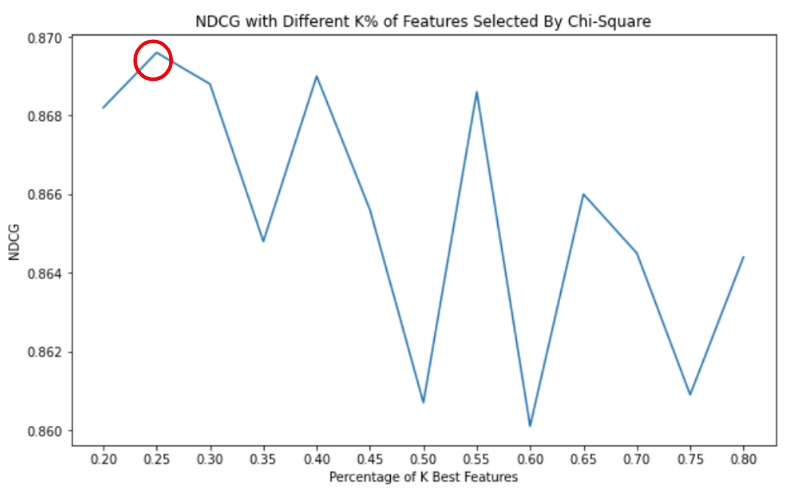 NDCG with Different K% of Features Selected By Chi-Square
0.870
0.868
0.866
0.864
0.862
0.860
NDCG
0.20 0.25 0.30 0.35 0.40 0.45 0.50 0.55 0.60 0.65 0.70 0.75 0.80
Percentage of K Best Features